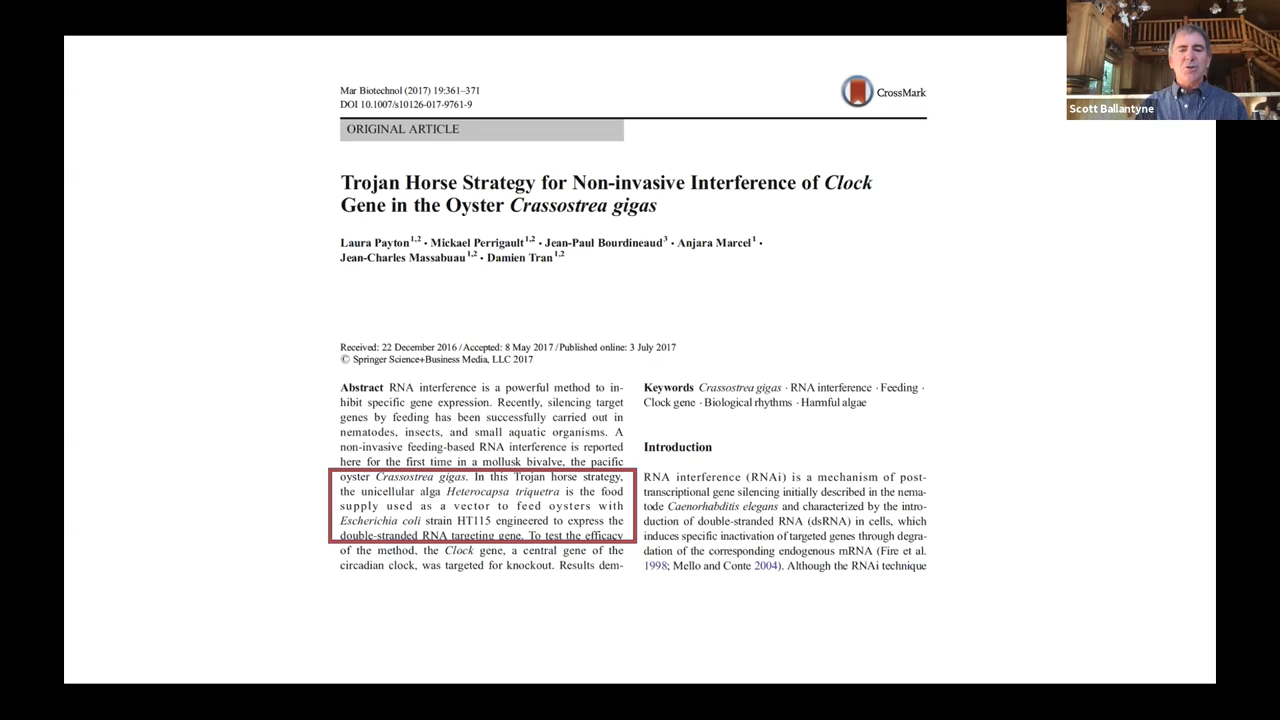 Scott Ballantyne
Mar Biotechnol (2017) 19:361–371
DOI 10.1007/s10126-017-9761-9
CrossMark
ORIGINAL ARTICLE
Trojan Horse Strategy for Non-invasive Interference of Clock
Gene in the Oyster Crassostrea gigas
Laura Payton1,2 · Mickael Perrigault1,2 · Jean-Paul Bourdineaud3 · Anjara Marcel1 ·
Jean-Charles Massabuau1,2 · Damien Tran1,2
Received: 22 December 2016 / Accepted: 8 May 2017 / Published online: 3 July 2017
© Springer Science+Business Media, LLC 2017
Abstract RNA interference is a powerful method to in-
hibit specific gene expression. Recently, silencing target
genes by feeding has been successfully carried out in
nematodes, insects, and small aquatic organisms. A
non-invasive feeding-based RNA interference is reported
here for the first time in a mollusk bivalve, the pacific
oyster Crassostrea gigas. In this Trojan horse strategy,
the unicellular alga Heterocapsa triquetra is the food
supply used as a vector to feed oysters with
Escherichia coli strain HT115 engineered to express the
double-stranded RNA targeting gene. To test the efficacy
of the method, the Clock gene, a central gene of the
circadian clock, was targeted for knockout. Results dem-
Keywords Crassostrea gigas · RNA interference · Feeding ·
Clock gene · Biological rhythms · Harmful algae
Introduction
RNA interference (RNAi) is a mechanism of post-
transcriptional gene silencing initially described in the nema-
tode Caenorhabditis elegans and characterized by the intro-
duction of double-stranded RNA (dsRNA) in cells, which
induces specific inactivation of targeted genes through degra-
dation of the corresponding endogenous mRNA (Fire et al.
1998; Mello and Conte 2004). Although the RNAi technique